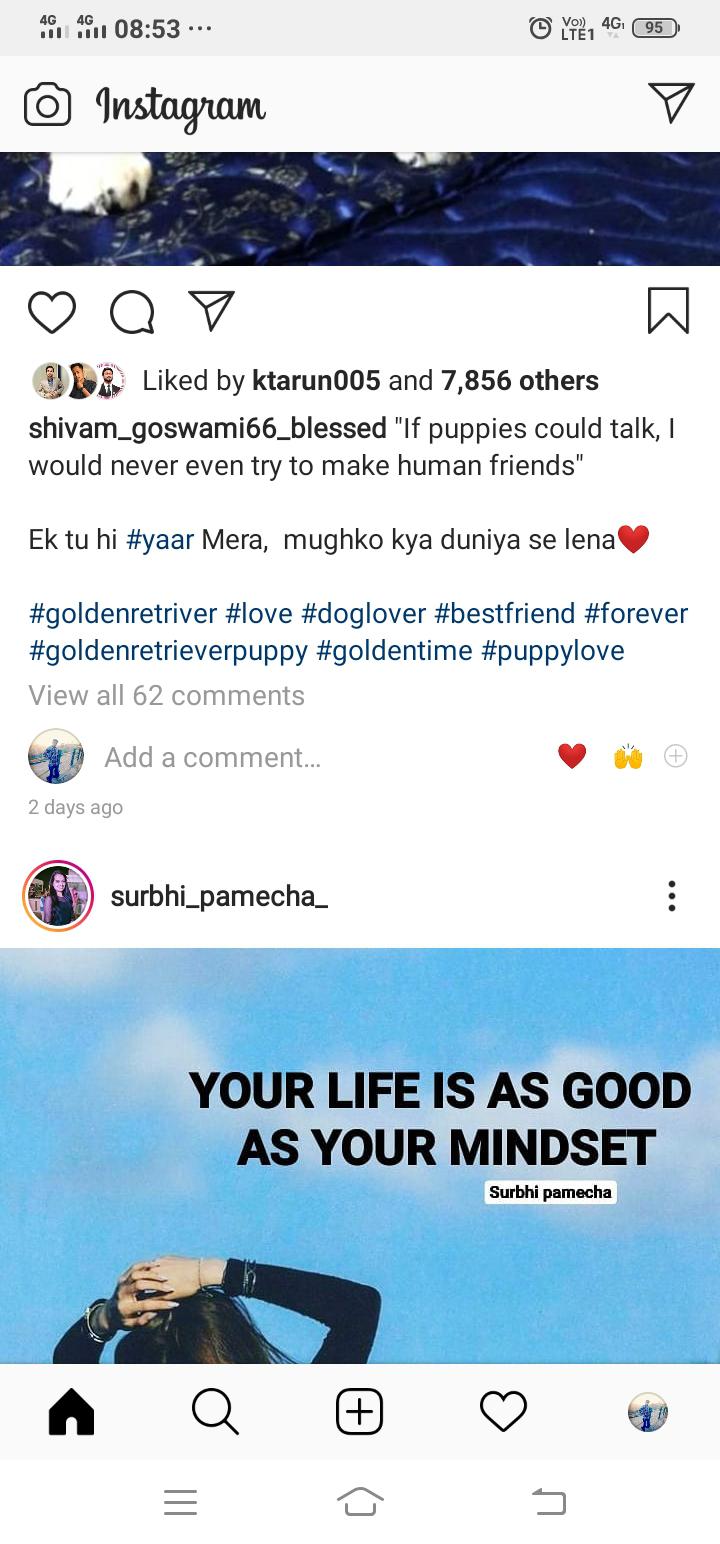 4G 4G 08:53 ... Vo)) LTE1 4G 95
Instagram
Liked by ktarun005 and 7,856 others
shivam_goswami66_blessed "If puppies could talk, I
would never even try to make human friends"
Ek tu hi #yaar Mera,  mughko kya duniya se lena❤️
#goldenretriver #love #doglover #bestfriend #forever
#goldenretrieverpuppy #goldentime #puppylove
View all 62 comments
Add a comment...
2 days ago
surbhi_pamecha_
YOUR LIFE IS AS GOOD
AS YOUR MINDSET
Surbhi pamecha